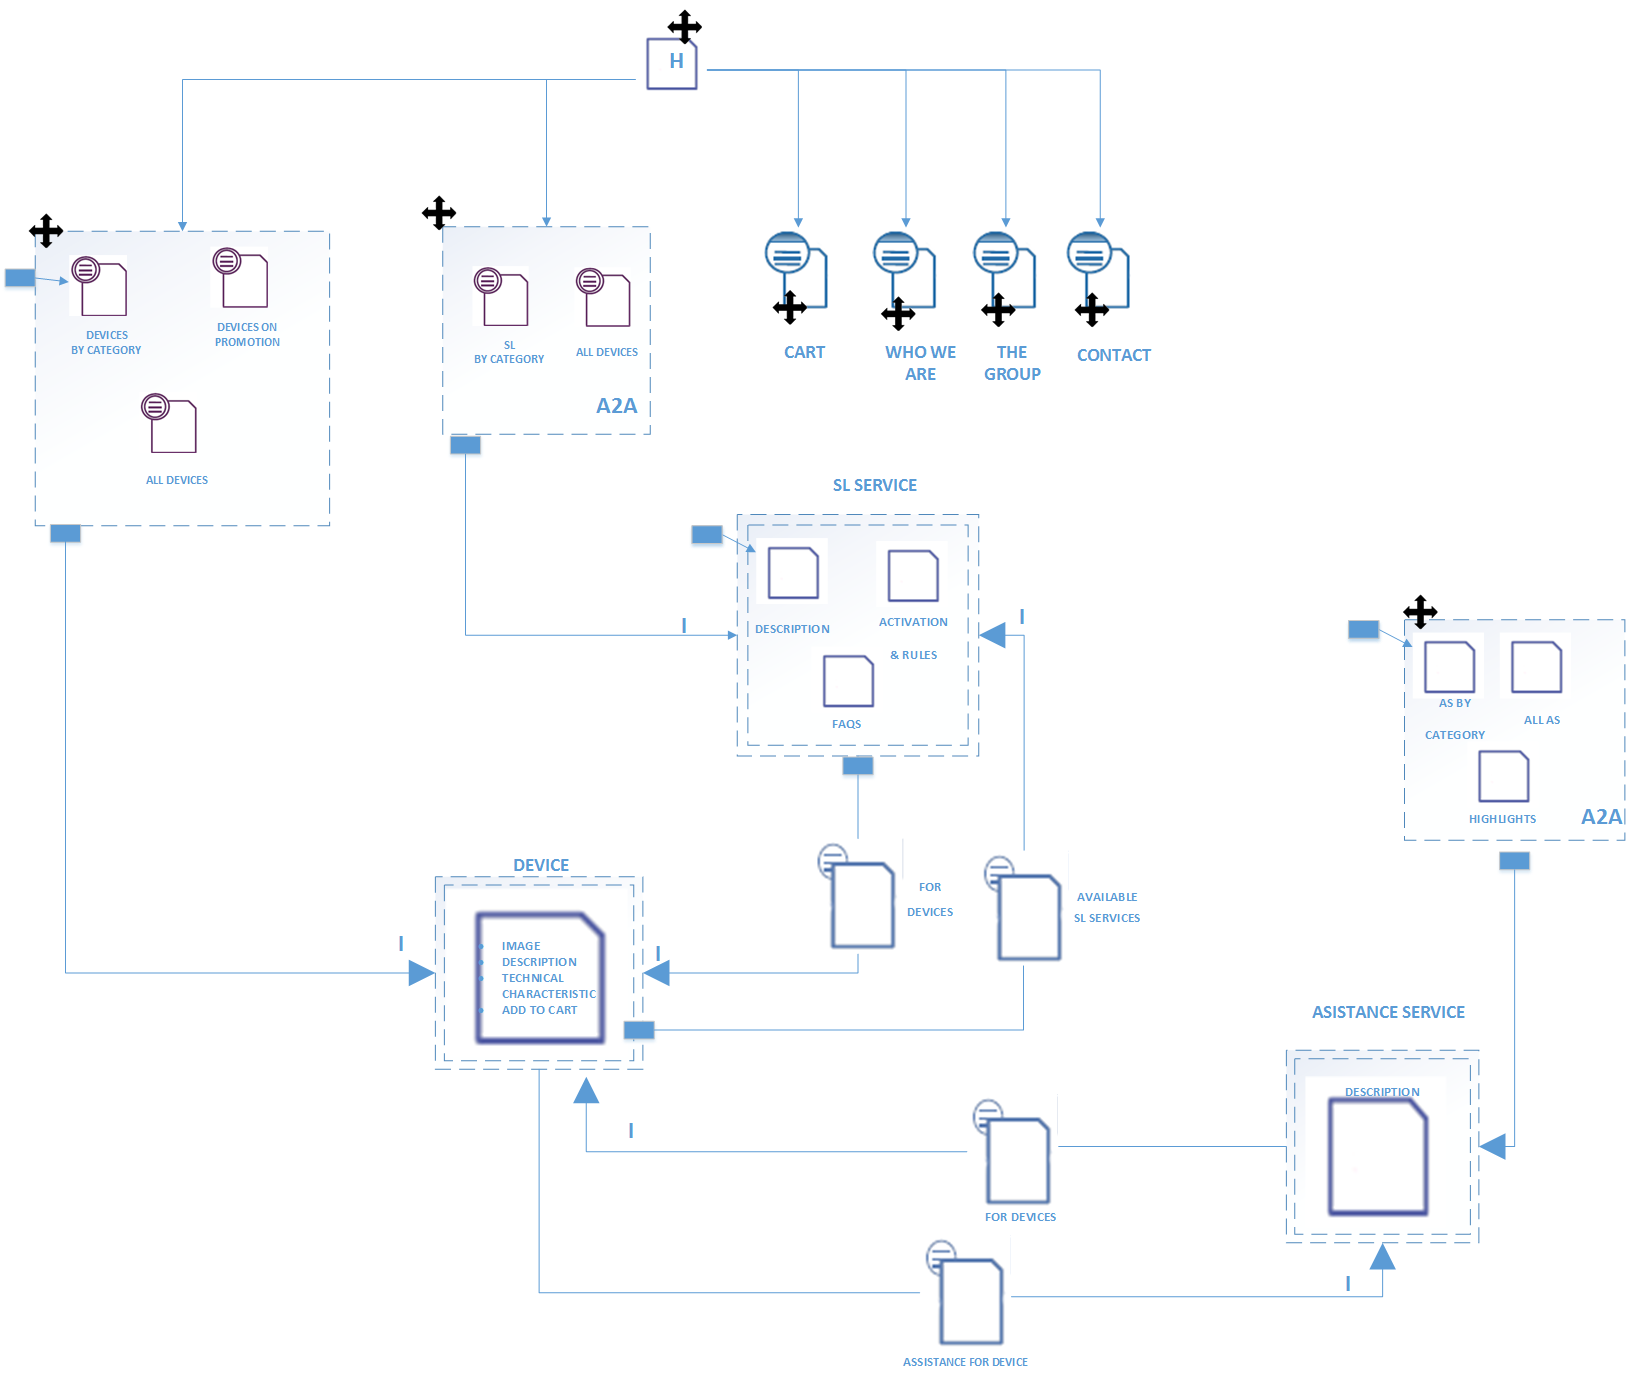 H
DEVICES
BY CATEGORY
DEVICES ON
PROMOTION
ALL DEVICES
SL
BY CATEGORY
ALL DEVICES
A2A
CART
WHO WE
ARE
THE
GROUP
CONTACT
SL SERVICE
DESCRIPTION
ACTIVATION
& RULES
FAQS
I
I
AS BY
CATEGORY
ALL AS
HIGHLIGHTS
A2A
DEVICE
IMAGE
DESCRIPTION
TECHNICAL
CHARACTERISTIC
ADD TO CART
I
I
FOR
DEVICES
AVAILABLE
SL SERVICES
ASISTANCE SERVICE
DESCRIPTION
I
FOR DEVICES
I
ASSISTANCE FOR DEVICE